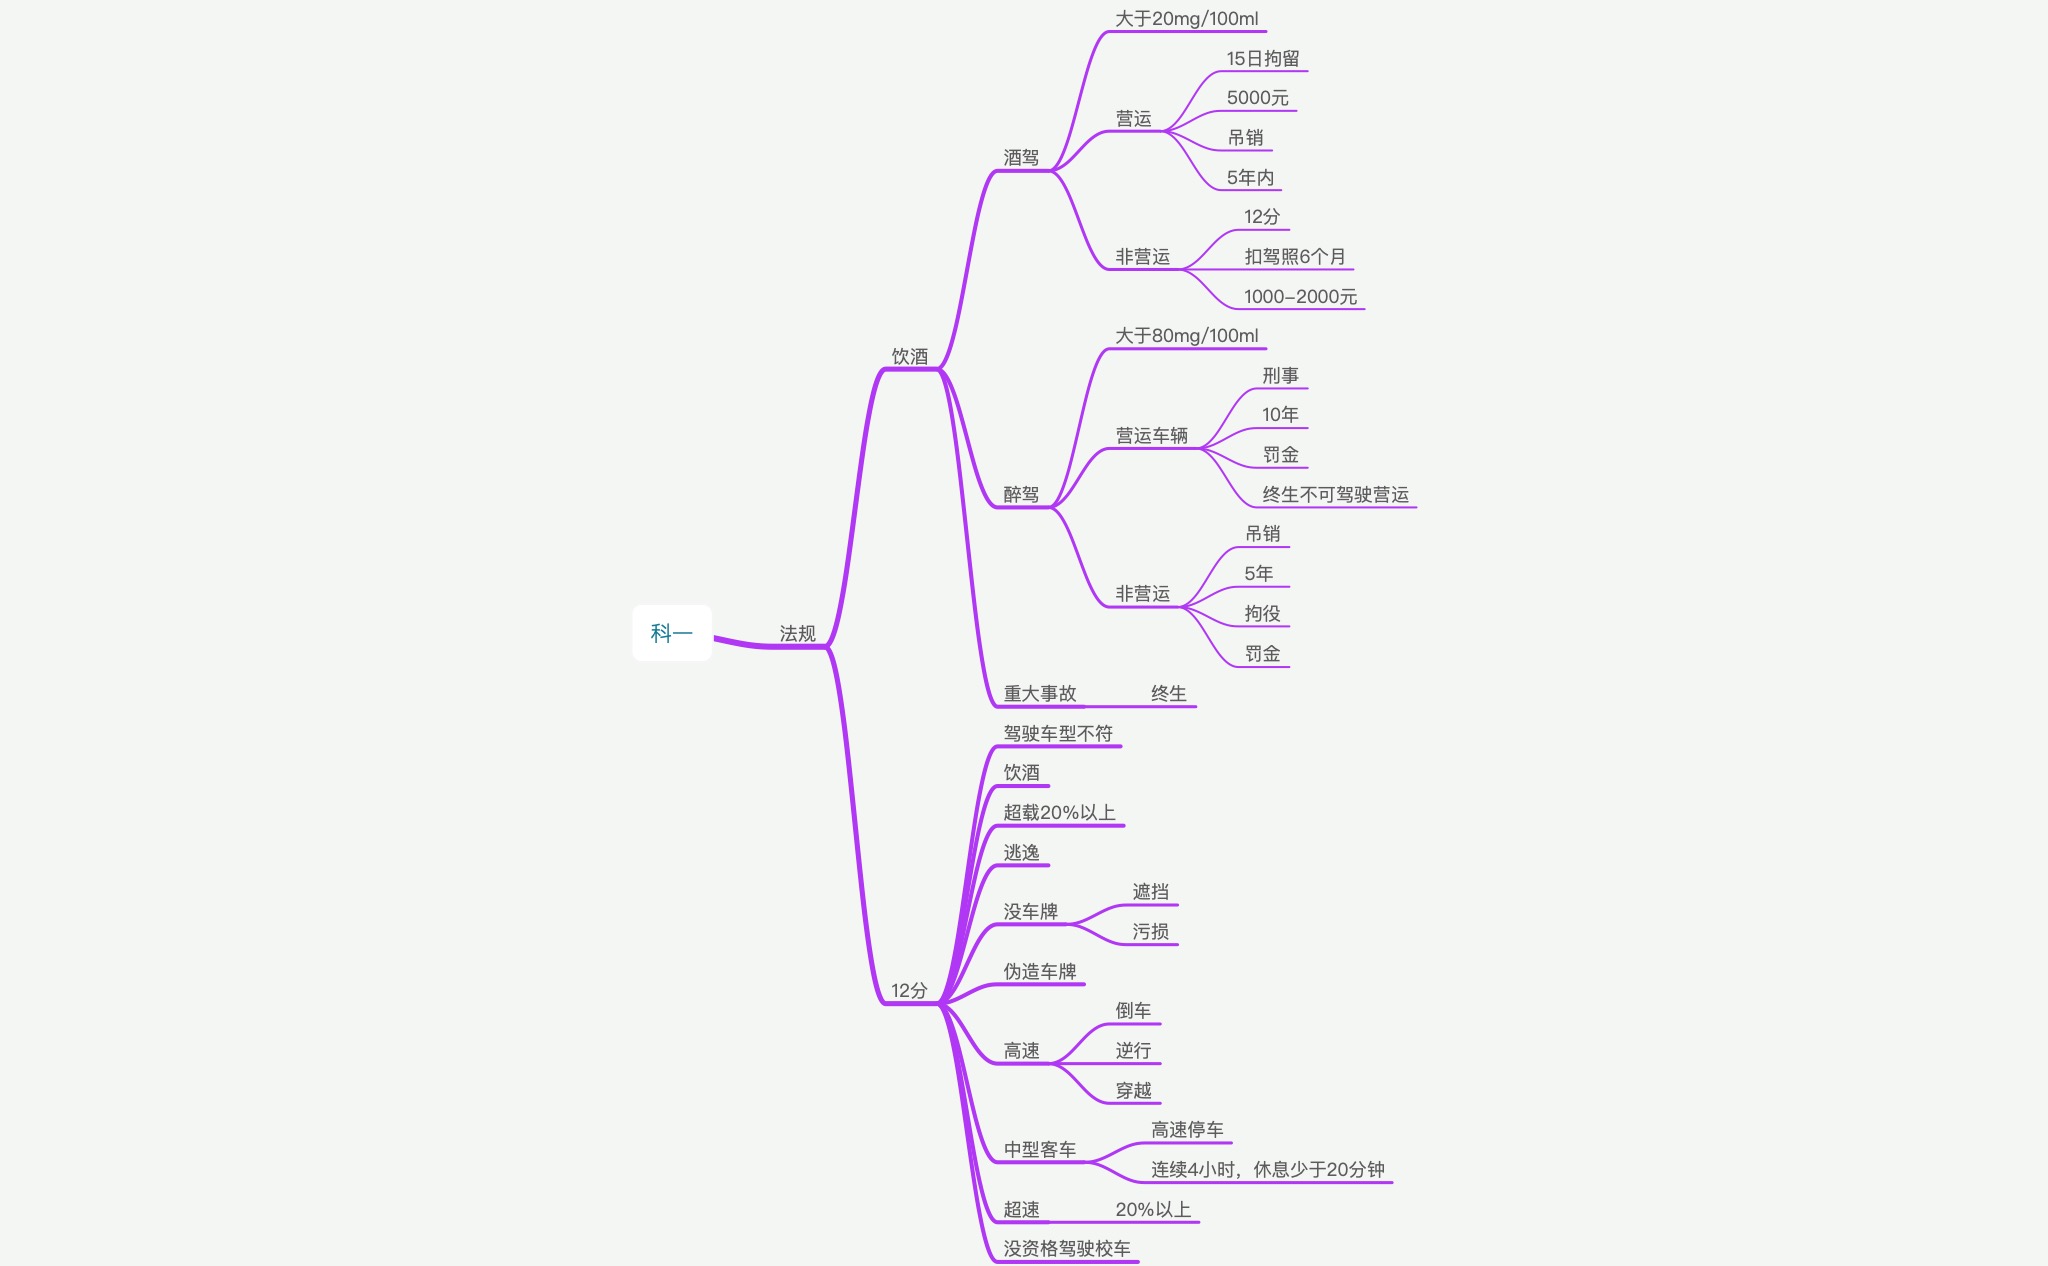 科一
法规
饮酒
酒驾
大于20mg/100ml
营运
15日拘留
5000元
吊销
5年内
非营运
12分
扣驾照6个月
1000-2000元
醉驾
大于80mg/100ml
营运车辆
刑事
10年
罚金
终生不可驾驶营运
非营运
吊销
5年
拘役
罚金
重大事故
终生
12分
驾驶车型不符
饮酒
超载20%以上
逃逸
没车牌
遮挡
污损
伪造车牌
高速
倒车
逆行
穿越
中型客车
高速停车
连续4小时，休息少于20分钟
超速
20%以上
没资格驾驶校车